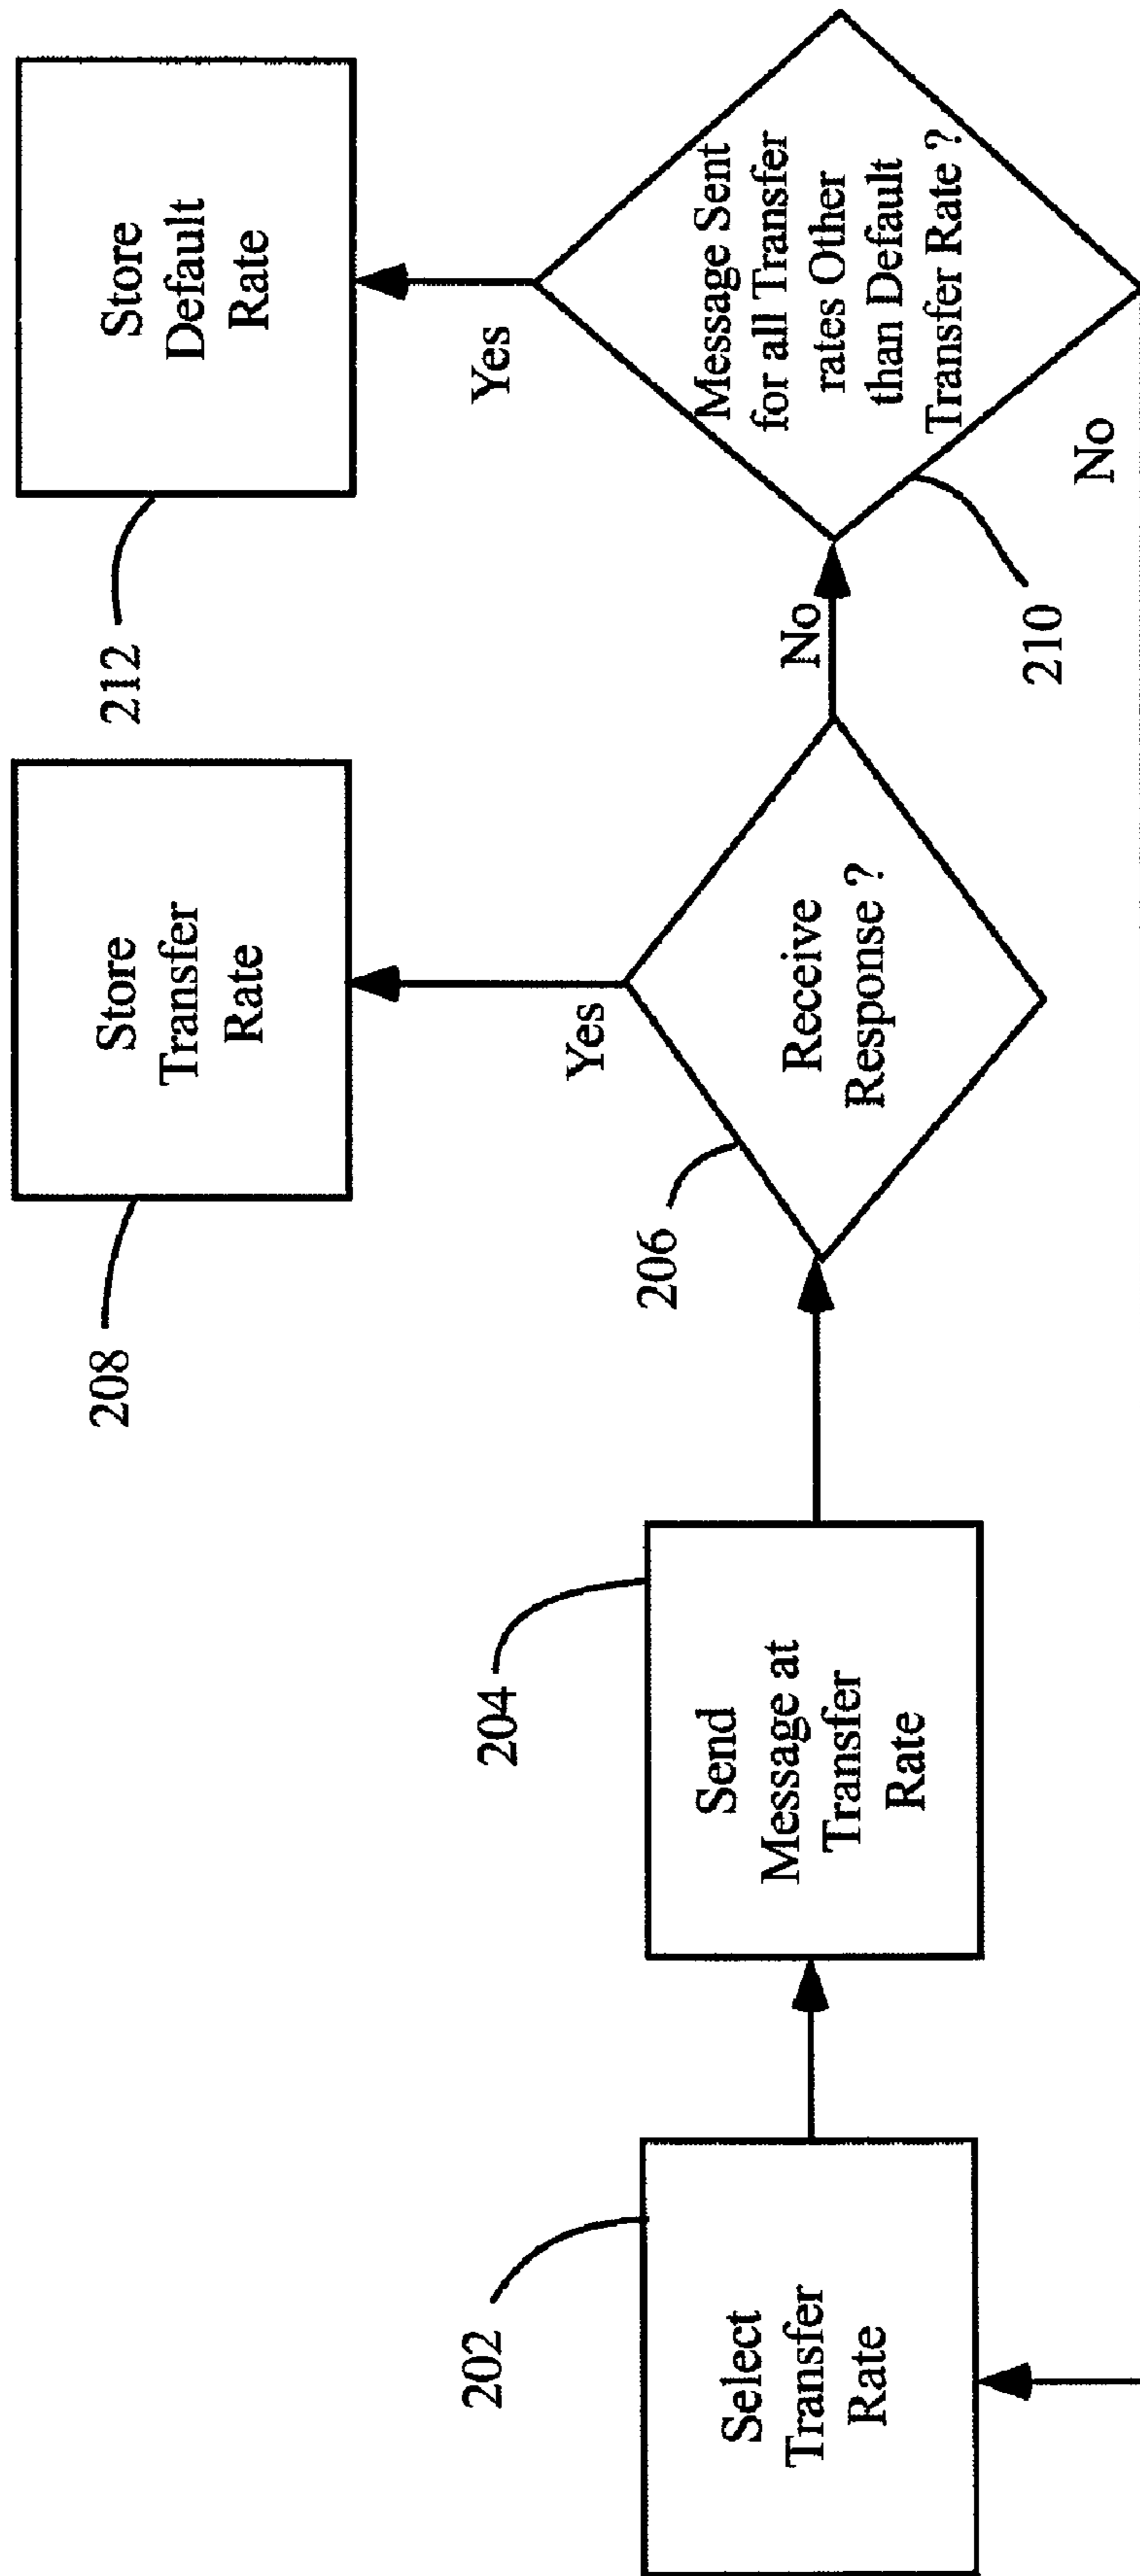 202
Select
Transfer
Rate
204
Send
Message at
Transfer
Rate
206
Receive
Response ?
Yes
No
208
Store
Transfer
Rate
210
Message Sent
for all Transfer
rates Other
than Default
Transfer Rate ?
Yes
No
212
Store
Default
Rate